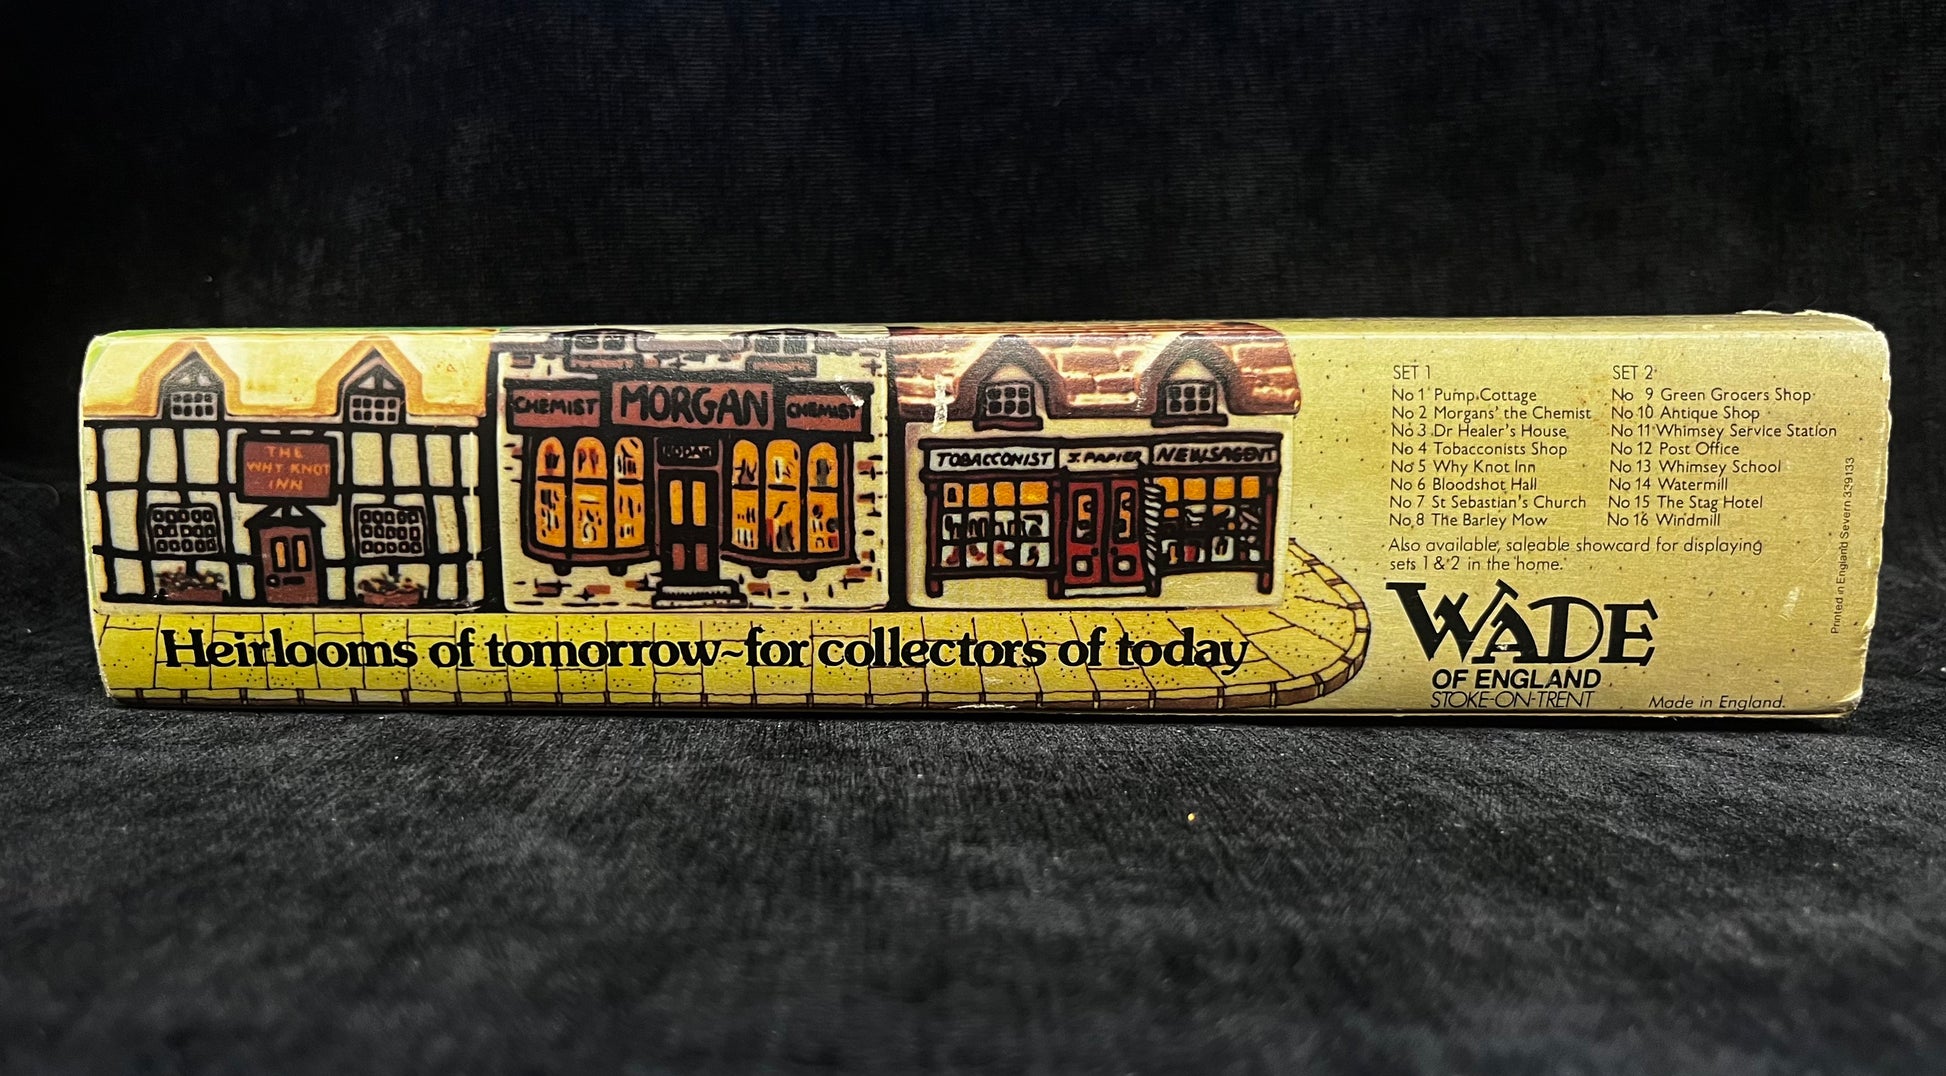 THE
WHY KNOT
INN
CHEMIST
MORGAN
CHEMIST
KODAK
TOBACCONIST
J. PAPIER
NEWSAGENT
Heirlooms of tomorrow~for collectors of today
SET 1
No 1 Pump Cottage
No 2 Morgans' the Chemist
No 3 Dr Healer's House
No 4 Tobacconists Shop
No 5 Why Knot Inn
No 6 Bloodshot Hall
No 7 St Sebastian's Church
No 8 The Barley Mow
SET 2
No 9 Green Grocers Shop
No 10 Antique Shop
No 11 Whimsey Service Station
No 12 Post Office
No 13 Whimsey School
No 14 Watermill
No 15 The Stag Hotel
No 16 Windmill
Also available, saleable showcard for displaying
sets 1 & 2 in the home.
WADE
OF ENGLAND
STOKE-ON-TRENT
Made in England.
Printed in England Severn 339133